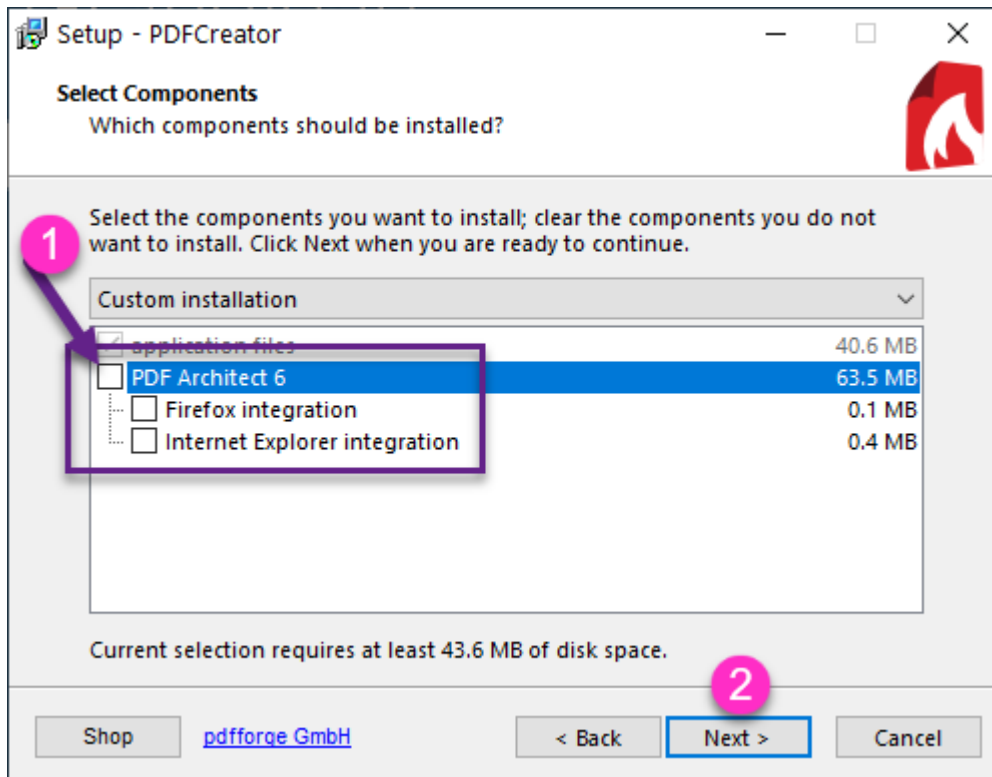 Setup - PDFCreator
Select Components
Which components should be installed?
Select the components you want to install; clear the components you do not
want to install. Click Next when you are ready to continue.
1
Custom installation
application files 40.6 MB
PDF Architect 6 63.5 MB
Firefox integration 0.1 MB
Internet Explorer integration 0.4 MB
Current selection requires at least 43.6 MB of disk space.
2
Shop pdfforge GmbH < Back Next > Cancel